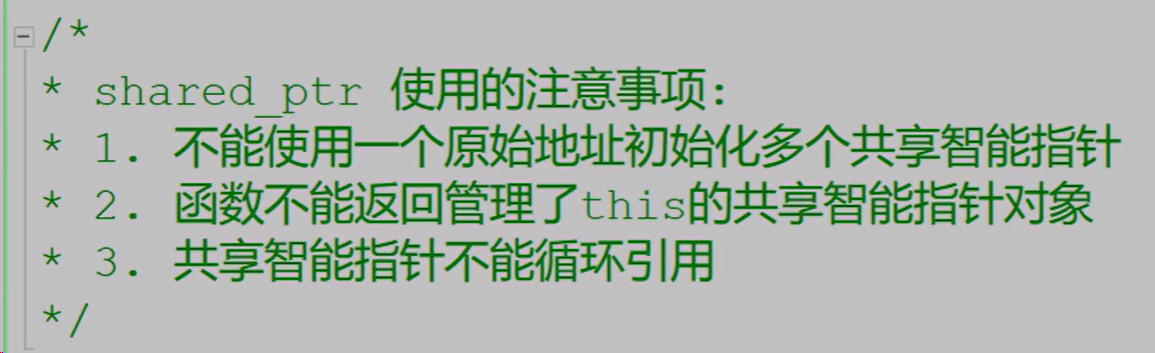 /*
* shared_ptr 使用的注意事项:
* 1. 不能使用一个原始地址初始化多个共享智能指针
* 2. 函数不能返回管理了this的共享智能指针对象
* 3. 共享智能指针不能循环引用
*/